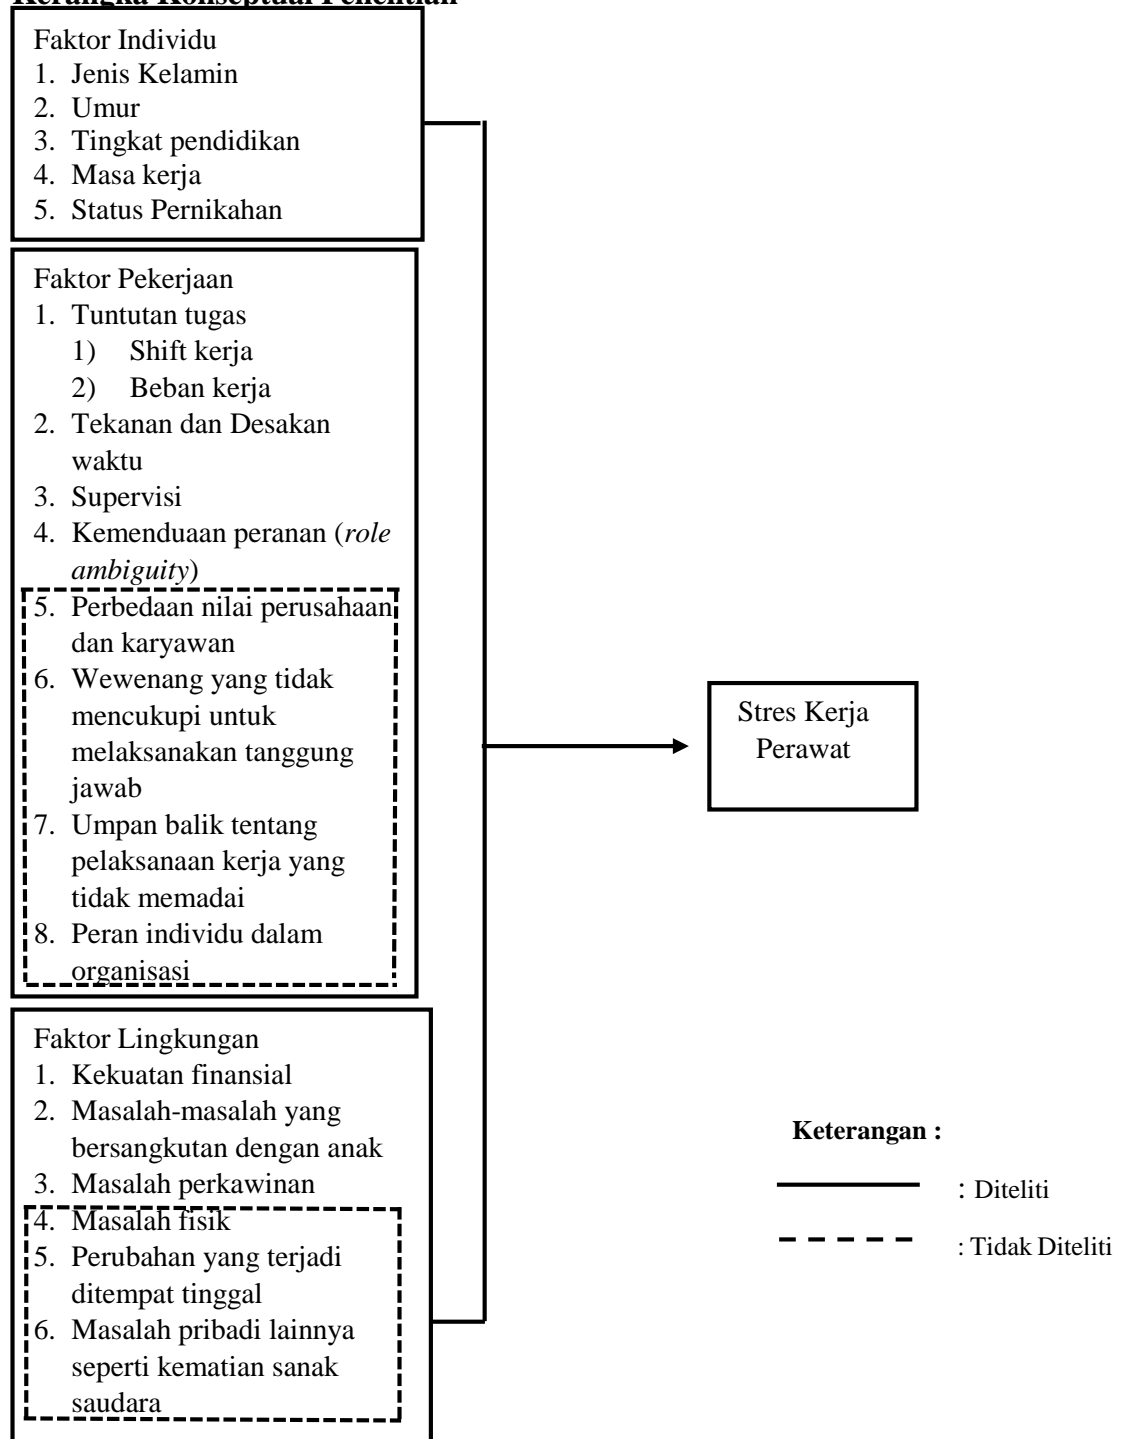 Kerangka Konseptual Penelitian
Faktor Individu
1. Jenis Kelamin
2. Umur
3. Tingkat pendidikan
4. Masa kerja
5. Status Pernikahan
Faktor Pekerjaan
1. Tuntutan tugas
1) Shift kerja
2) Beban kerja
2. Tekanan dan Desakan
waktu
3. Supervisi
4. Kemenduaan peranan (role
ambiguity)
5. Perbedaan nilai perusahaan
dan karyawan
6. Wewenang yang tidak
mencukupi untuk
melaksanakan tanggung
jawab
7. Umpan balik tentang
pelaksanaan kerja yang
tidak memadai
8. Peran individu dalam
organisasi
Faktor Lingkungan
1. Kekuatan finansial
2. Masalah-masalah yang
bersangkutan dengan anak
3. Masalah perkawinan
4. Masalah fisik
5. Perubahan yang terjadi
ditempat tinggal
6. Masalah pribadi lainnya
seperti kematian sanak
saudara
Stres Kerja
Perawat
Keterangan :
: Diteliti
: Tidak Diteliti